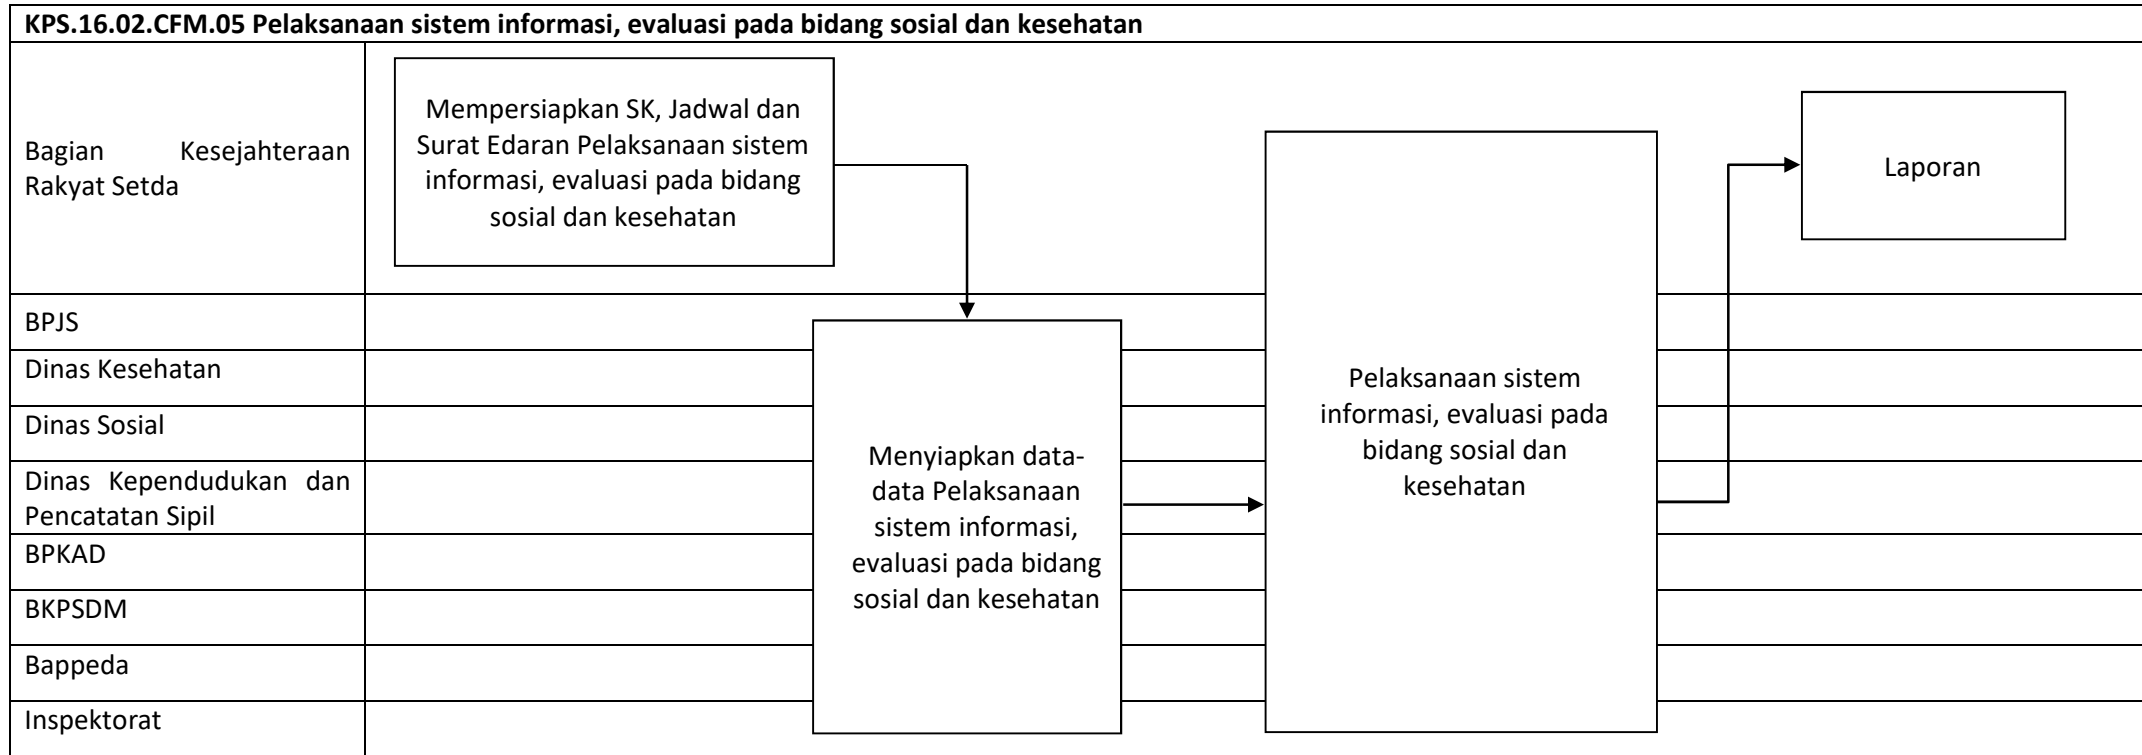 KPS.16.02.CFM.05 Pelaksanaan sistem informasi, evaluasi pada bidang sosial dan kesehatan
Bagian Kesejahteraan
Rakyat Setda
Mempersiapkan SK, Jadwal dan
Surat Edaran Pelaksanaan sistem
informasi, evaluasi pada bidang
sosial dan kesehatan
Laporan
BPJS
Dinas Kesehatan
Dinas Sosial
Dinas Kependudukan dan
Pencatatan Sipil
BPKAD
BKPSDM
Bappeda
Inspektorat
Menyiapkan data-
data Pelaksanaan
sistem informasi,
evaluasi pada bidang
sosial dan kesehatan
Pelaksanaan sistem
informasi, evaluasi pada
bidang sosial dan
kesehatan